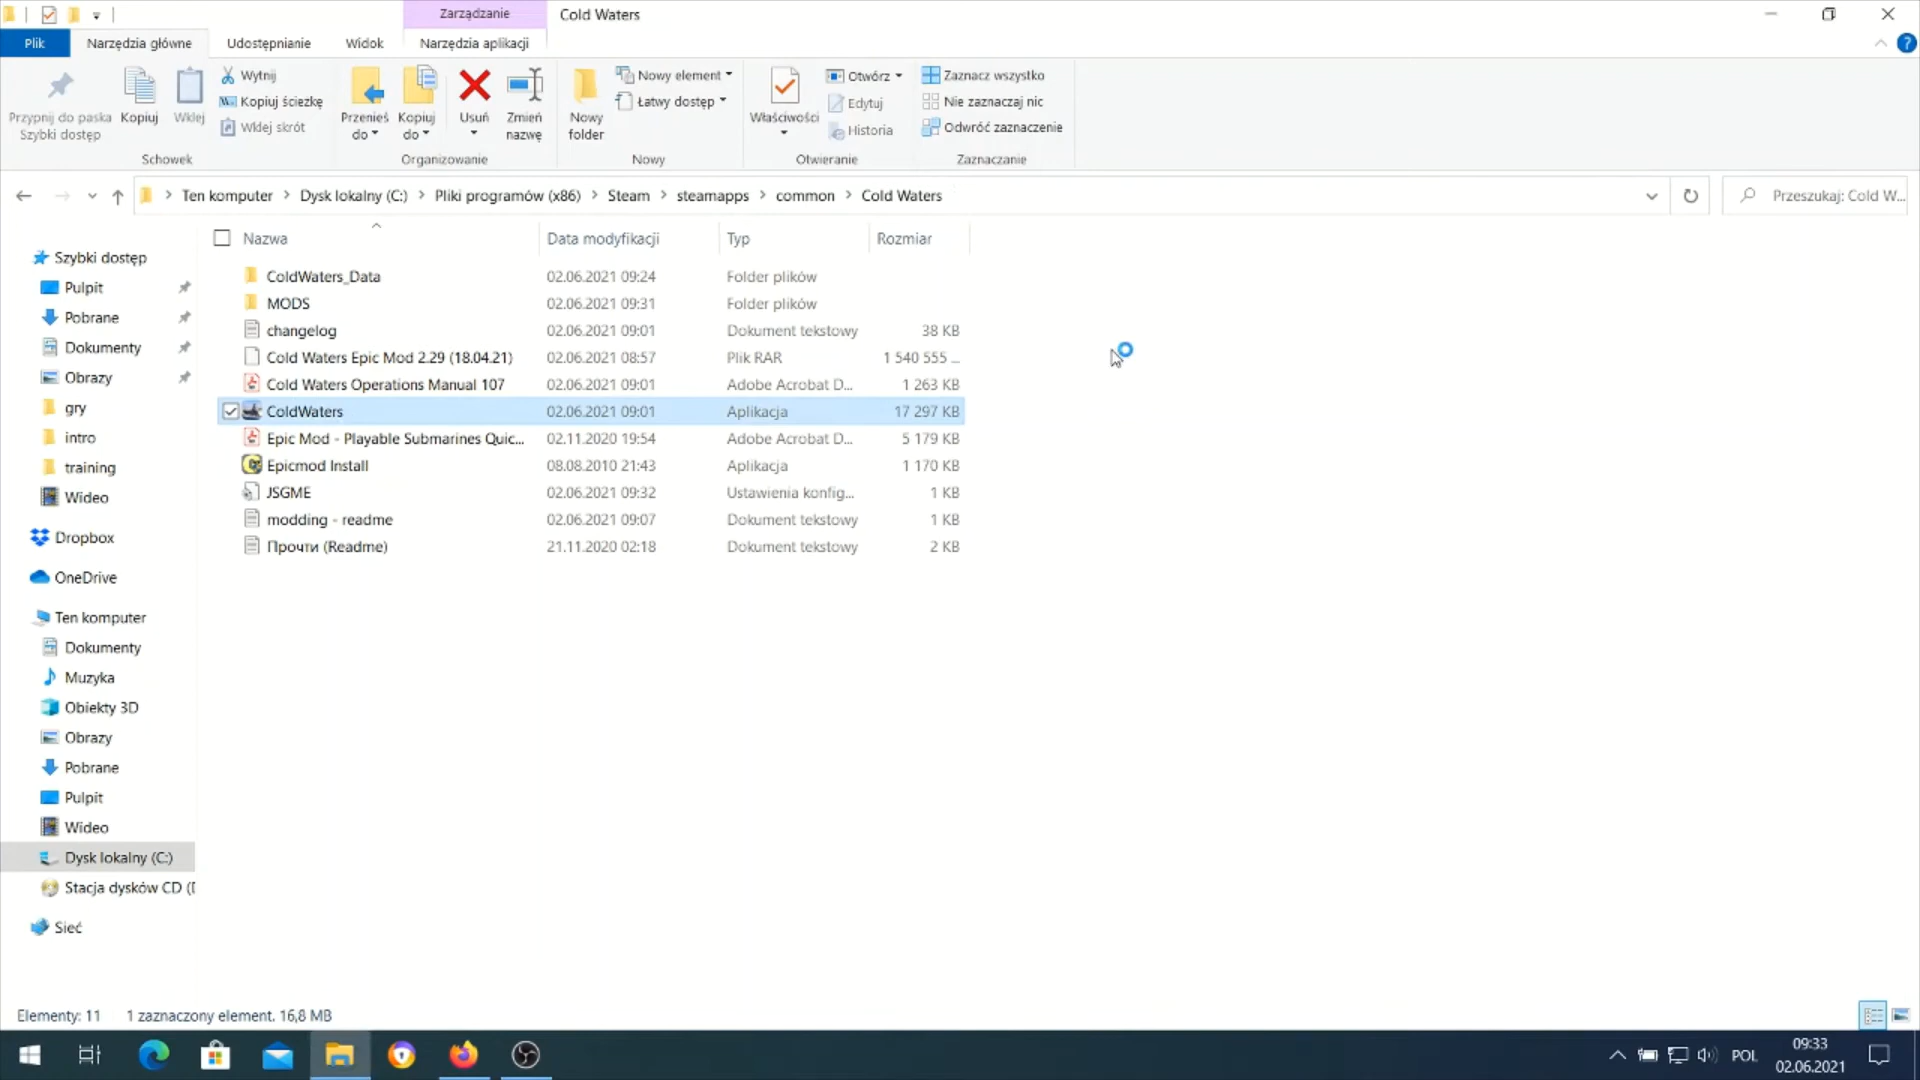 Zarządzanie
Cold Waters
Plik
Narzędzia główne
Udostępnianie
Widok
Narzędzia aplikacji
Przypnij do paska
Szybki dostęp
Kopiuj
Wklej
Wytnij
Kopiuj ścieżkę
Wklej skrót
Schowek
Przenieś
do
Kopiuj
do
Usuń
Zmień
nazwę
Organizowanie
Nowy
folder
Nowy element
Łatwy dostęp
Nowy
Właściwości
Otwórz
Edytuj
Historia
Otwieranie
Zaznacz wszystko
Nie zaznaczaj nic
Odwróć zaznaczenie
Zaznaczanie
Ten komputer > Dysk lokalny (C:) > Pliki programów (x86) > Steam > steamapps > common > Cold Waters
Przeszukaj: Cold W...
Nazwa Data modyfikacji Typ Rozmiar
ColdWaters_Data 02.06.2021 09:24 Folder plików
MODS 02.06.2021 09:31 Folder plików
changelog 02.06.2021 09:01 Dokument tekstowy 38 KB
Cold Waters Epic Mod 2.29 (18.04.21) 02.06.2021 08:57 Plik RAR 1 540 555 ...
Cold Waters Operations Manual 107 02.06.2021 09:01 Adobe Acrobat D... 1 263 KB
ColdWaters 02.06.2021 09:01 Aplikacja 17 297 KB
Epic Mod - Playable Submarines Quic... 02.11.2020 19:54 Adobe Acrobat D... 5 179 KB
Epicmod Install 08.08.2010 21:43 Aplikacja 1 170 KB
JSGME 02.06.2021 09:32 Ustawienia konfig... 1 KB
modding - readme 02.06.2021 09:07 Dokument tekstowy 1 KB
Прочти (Readme) 21.11.2020 02:18 Dokument tekstowy 2 KB
Szybki dostęp
Pulpit
Pobrane
Dokumenty
Obrazy
gry
intro
training
Wideo
Dropbox
OneDrive
Ten komputer
Dokumenty
Muzyka
Obiekty 3D
Obrazy
Pobrane
Pulpit
Wideo
Dysk lokalny (C:)
Stacja dysków CD (D
Sieć
Elementy: 11 1 zaznaczony element. 16,8 MB
POL
09:33
02.06.2021